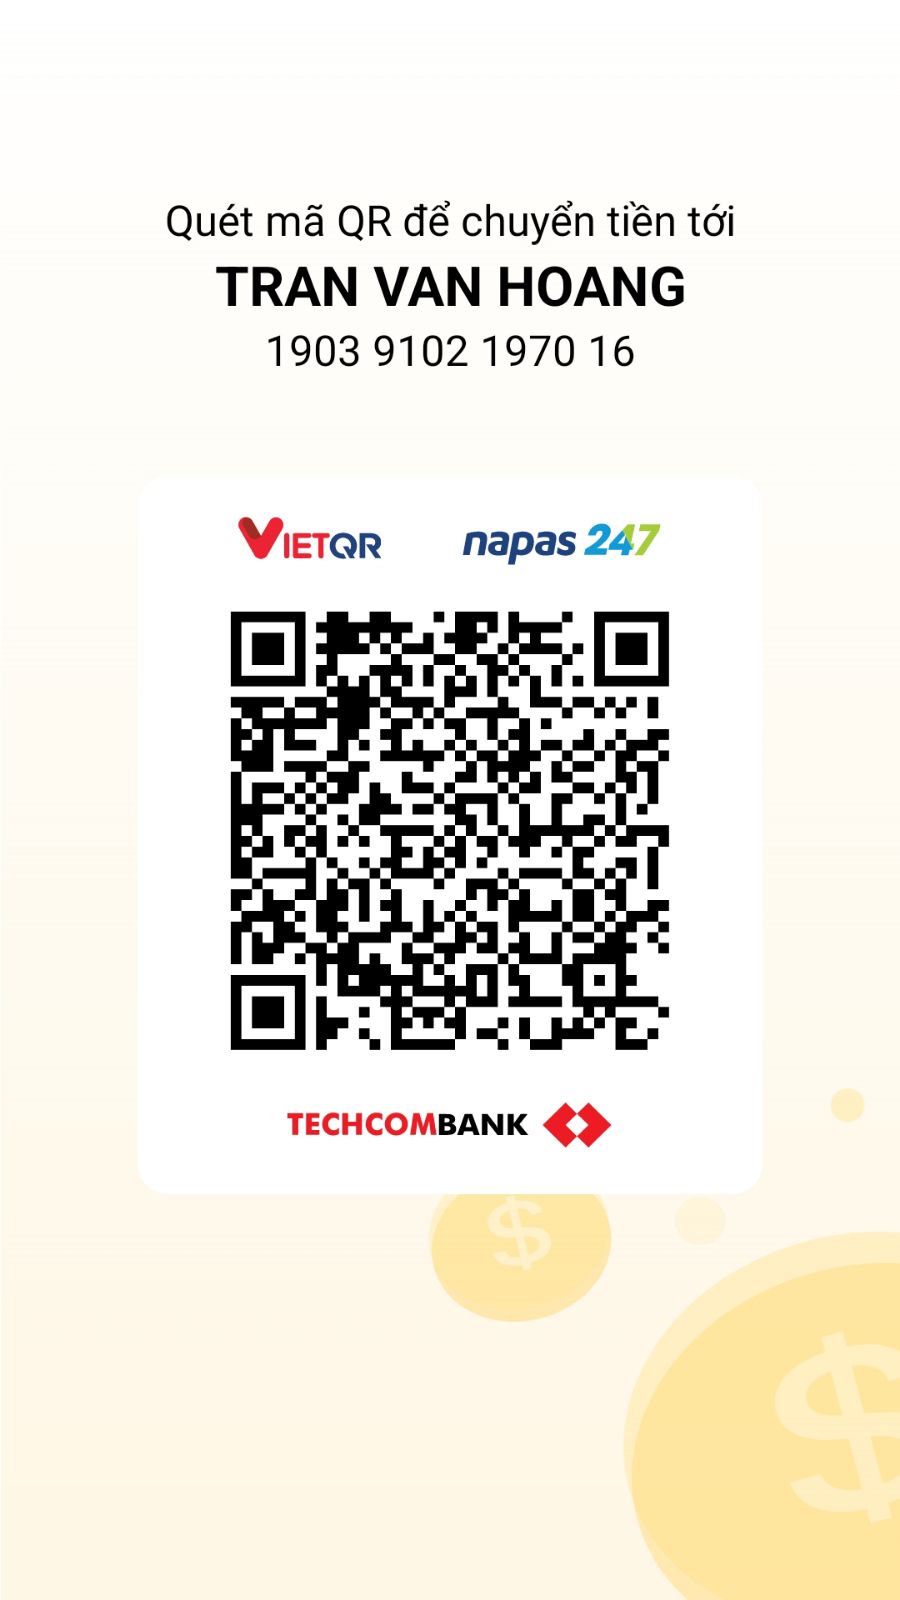 Quét mã QR để chuyển tiền tới
TRAN VAN HOANG
1903 9102 1970 16
VIETQR
napas 247
TECHCOMBANK
$
$